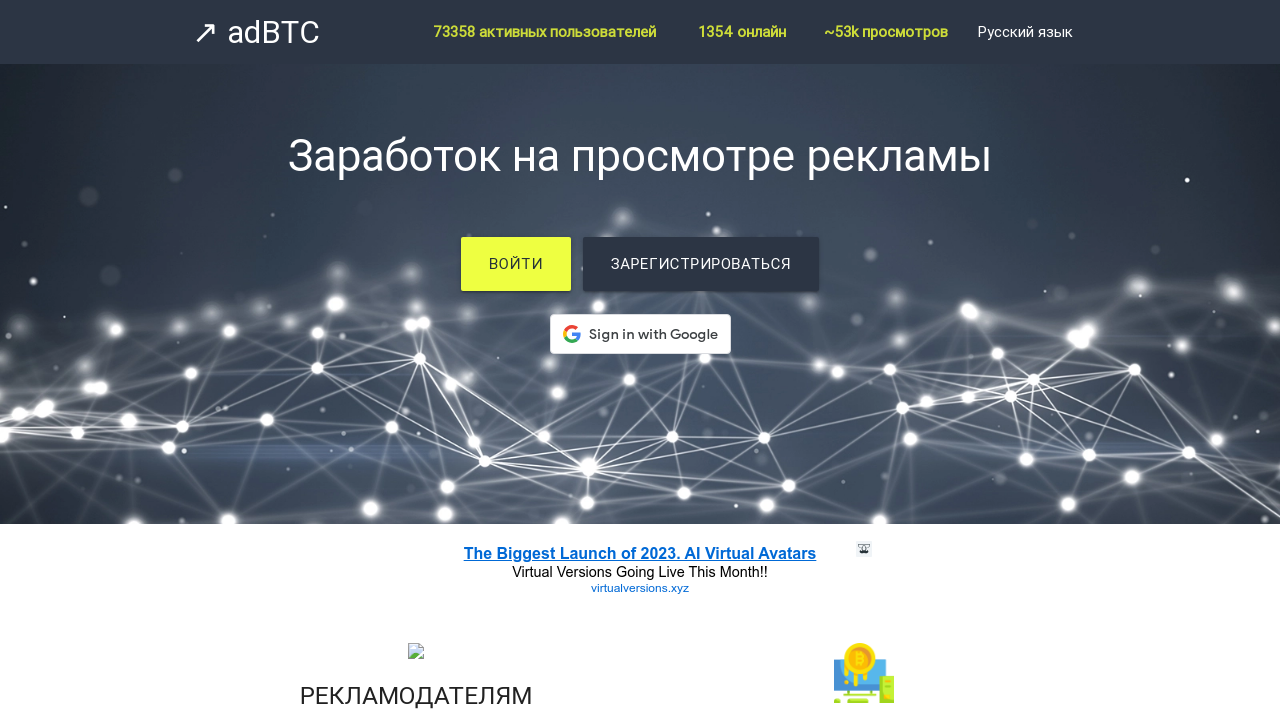 ↗ adBTC
73358 активных пользователей
1354 онлайн
~53k просмотров
Русский язык
Заработок на просмотре рекламы
ВОЙТИ
ЗАРЕГИСТРИРОВАТЬСЯ
Sign in with Google
The Biggest Launch of 2023. AI Virtual Avatars
Virtual Versions Going Live This Month!!
virtualversions.xyz
РЕКЛАМОДАТЕЛЯМ